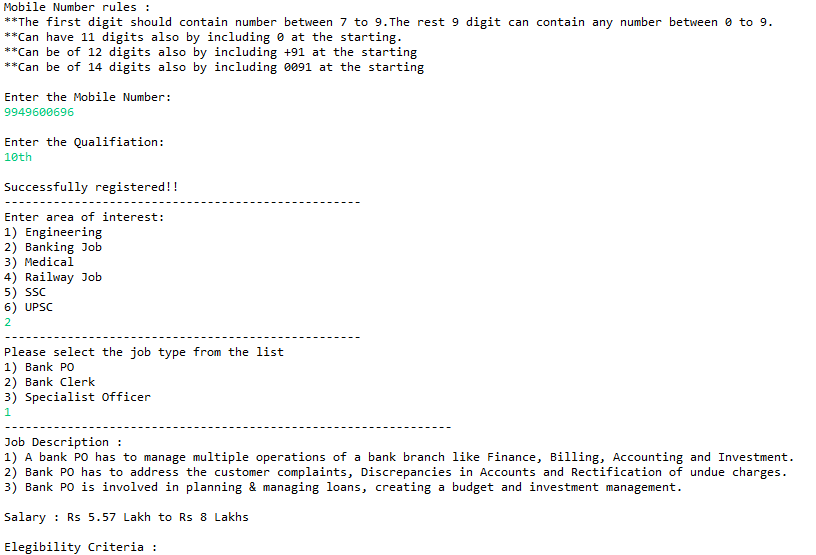 Mobile Number rules :
**The first digit should contain number between 7 to 9.The rest 9 digit can contain any number between 0 to 9.
**Can have 11 digits also by including 0 at the starting.
**Can be of 12 digits also by including +91 at the starting
**Can be of 14 digits also by including 0091 at the starting
Enter the Mobile Number:
9949600696
Enter the Qualifiation:
10th
Successfully registered!!
---------------------------------------------------
Enter area of interest:
1) Engineering
2) Banking Job
3) Medical
4) Railway Job
5) SSC
6) UPSC
2
---------------------------------------------------
Please select the job type from the list
1) Bank PO
2) Bank Clerk
3) Specialist Officer
1
----------------------------------------------------------------
Job Description :
1) A bank PO has to manage multiple operations of a bank branch like Finance, Billing, Accounting and Investment.
2) Bank PO has to address the customer complaints, Discrepancies in Accounts and Rectification of undue charges.
3) Bank PO is involved in planning & managing loans, creating a budget and investment management.
Salary : Rs 5.57 Lakh to Rs 8 Lakhs
Elegibility Criteria :